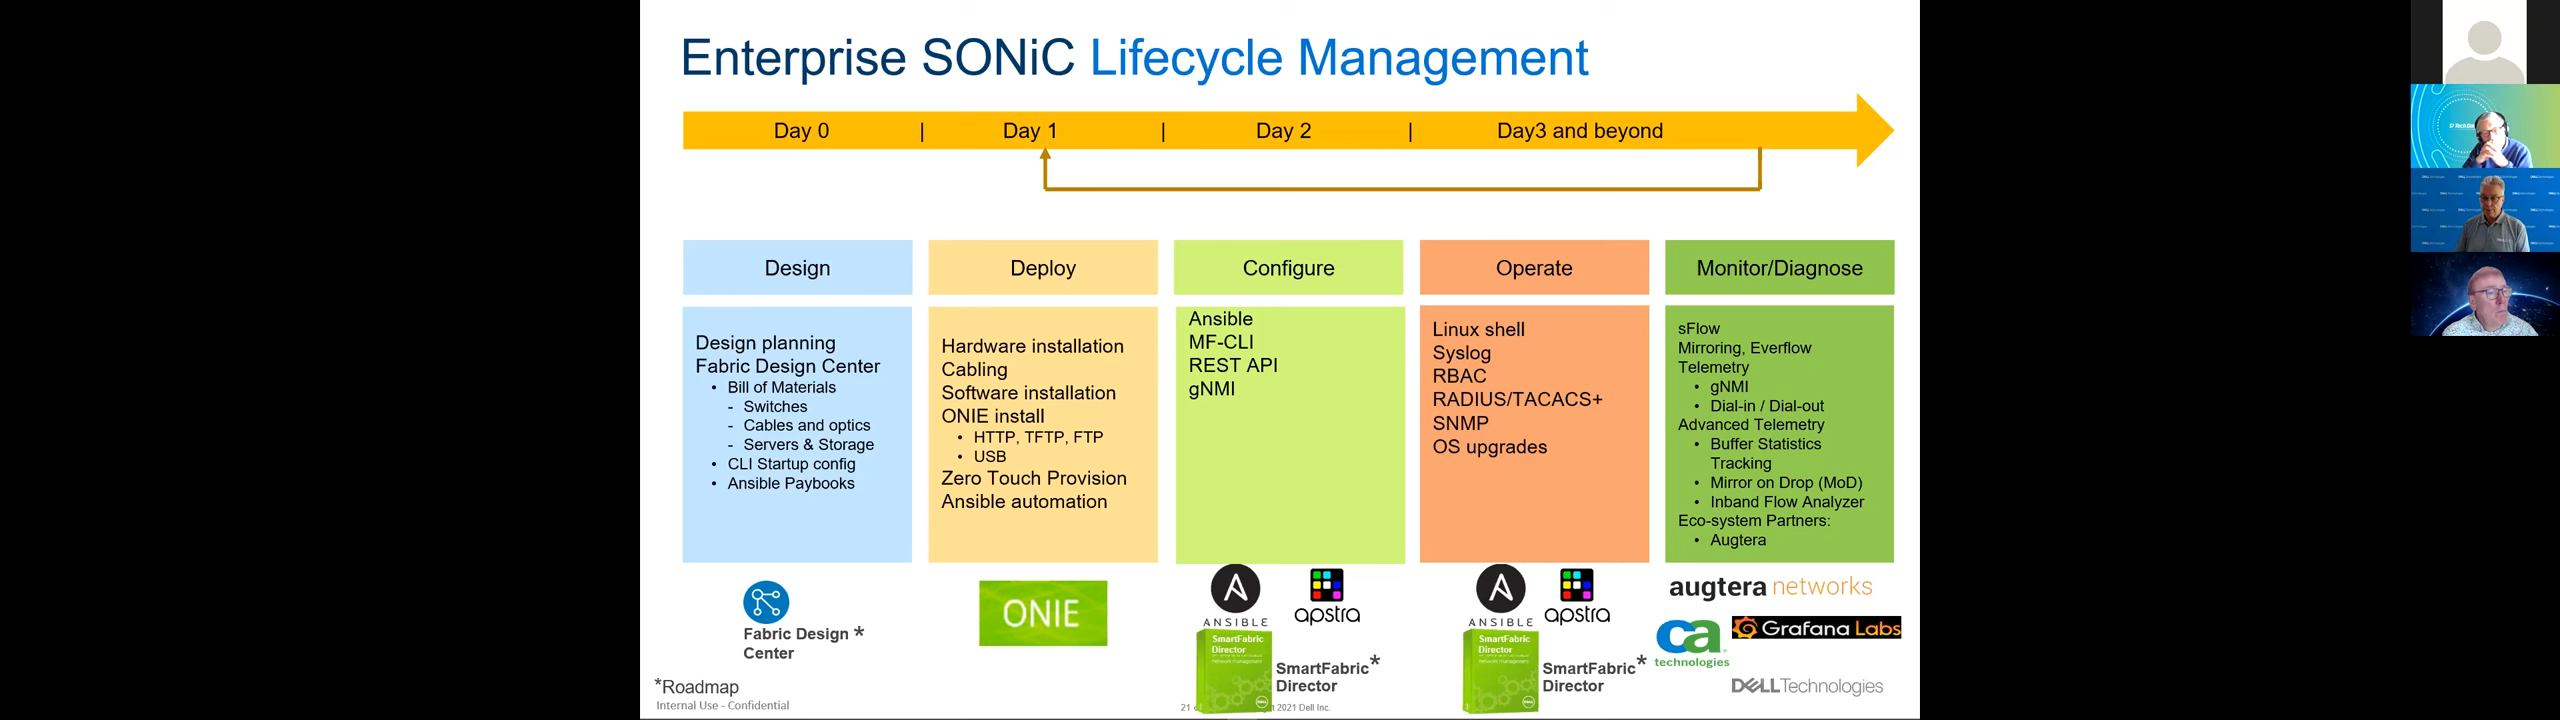 Enterprise SONiC Lifecycle Management
Day 0 | Day 1 | Day 2 | Day3 and beyond
Design
Design planning
Fabric Design Center
• Bill of Materials
- Switches
- Cables and optics
- Servers & Storage
• CLI Startup config
• Ansible Paybooks
Fabric Design *
Center
Deploy
Hardware installation
Cabling
Software installation
ONIE install
• HTTP, TFTP, FTP
• USB
Zero Touch Provision
Ansible automation
ONIE
Configure
Ansible
MF-CLI
REST API
gNMI
ANSIBLE
apstra
SmartFabric
Director
SmartFabric*
Director
Operate
Linux shell
Syslog
RBAC
RADIUS/TACACS+
SNMP
OS upgrades
ANSIBLE
apstra
SmartFabric
Director
SmartFabric*
Director
Monitor/Diagnose
sFlow
Mirroring, Everflow
Telemetry
• gNMI
• Dial-in / Dial-out
Advanced Telemetry
• Buffer Statistics
Tracking
• Mirror on Drop (MoD)
• Inband Flow Analyzer
Eco-system Partners:
• Augtera
augtera networks
ca
technologies
Grafana Labs
*Roadmap
Internal Use - Confidential
21
2021 Dell Inc.
DELLTechnologies